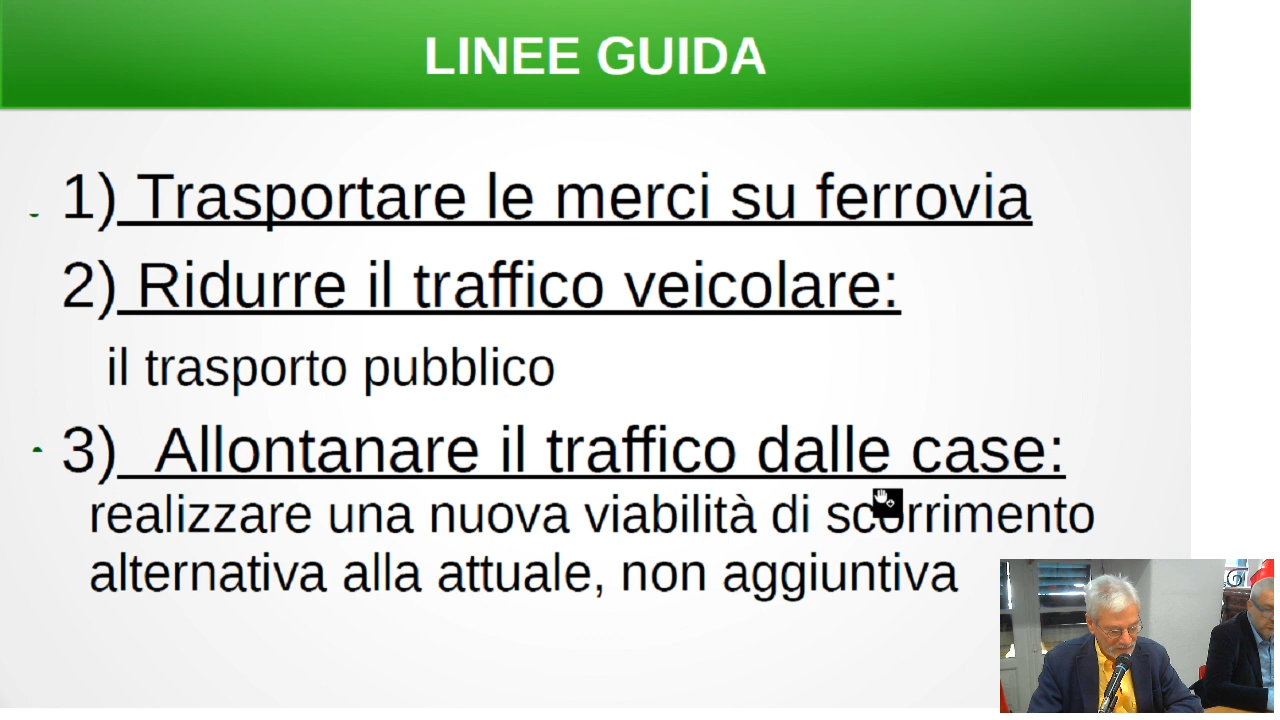 LINEE GUIDA
1) Trasportare le merci su ferrovia
2) Ridurre il traffico veicolare:
il trasporto pubblico
3) Allontanare il traffico dalle case:
realizzare una nuova viabilità di scorrimento
alternativa alla attuale, non aggiuntiva